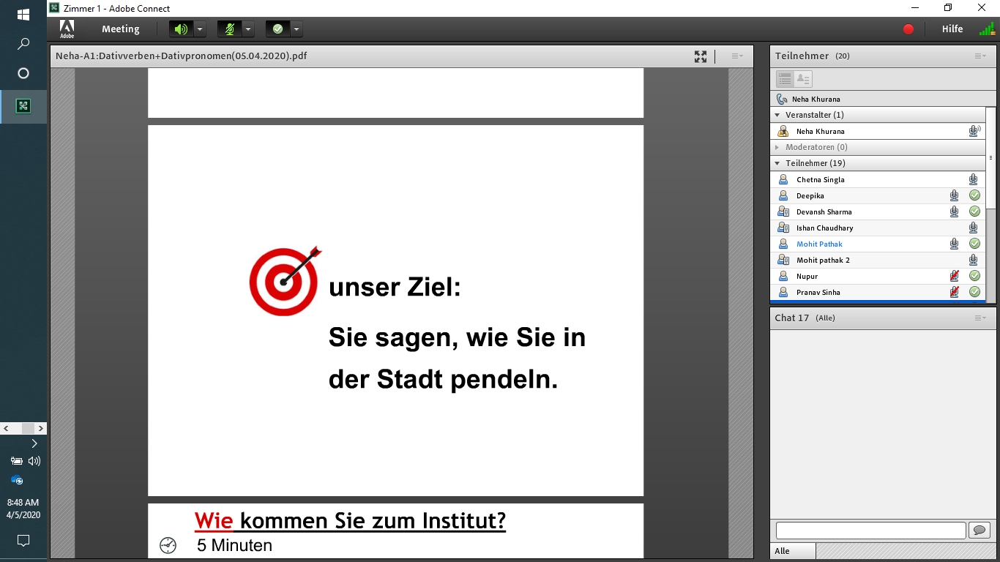 Zimmer 1 - Adobe Connect
Adobe
Meeting
Hilfe
Neha-A1:Dativverben+Dativpronomen(05.04.2020).pdf
unser Ziel:
Sie sagen, wie Sie in
der Stadt pendeln.
Wie kommen Sie zum Institut?
5 Minuten
Teilnehmer (20)
Neha Khurana
Veranstalter (1)
Neha Khurana
Moderatoren (0)
Teilnehmer (19)
Chetna Singla
Deepika
Devansh Sharma
Ishan Chaudhary
Mohit Pathak
Mohit pathak 2
Nupur
Pranav Sinha
Chat 17 (Alle)
Alle
8:48 AM
4/5/2020